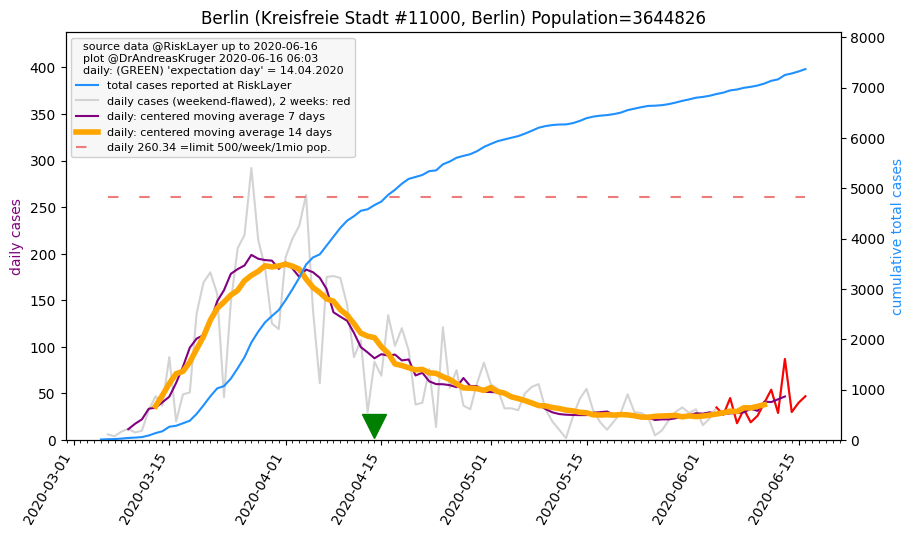 Berlin (Kreisfreie Stadt #11000, Berlin) Population=3644826
source data @RiskLayer up to 2020-06-16
plot @DrAndreasKruger 2020-06-16 06:03
daily: (GREEN) 'expectation day' = 14.04.2020
total cases reported at RiskLayer
daily cases (weekend-flawed), 2 weeks: red
daily: centered moving average 7 days
daily: centered moving average 14 days
daily 260.34 =limit 500/week/1mio pop.
daily cases
400
350
300
250
200
150
100
50
0
cumulative total cases
8000
7000
6000
5000
4000
3000
2000
1000
0
2020-03-01
2020-03-15
2020-04-01
2020-04-15
2020-05-01
2020-05-15
2020-06-01
2020-06-15